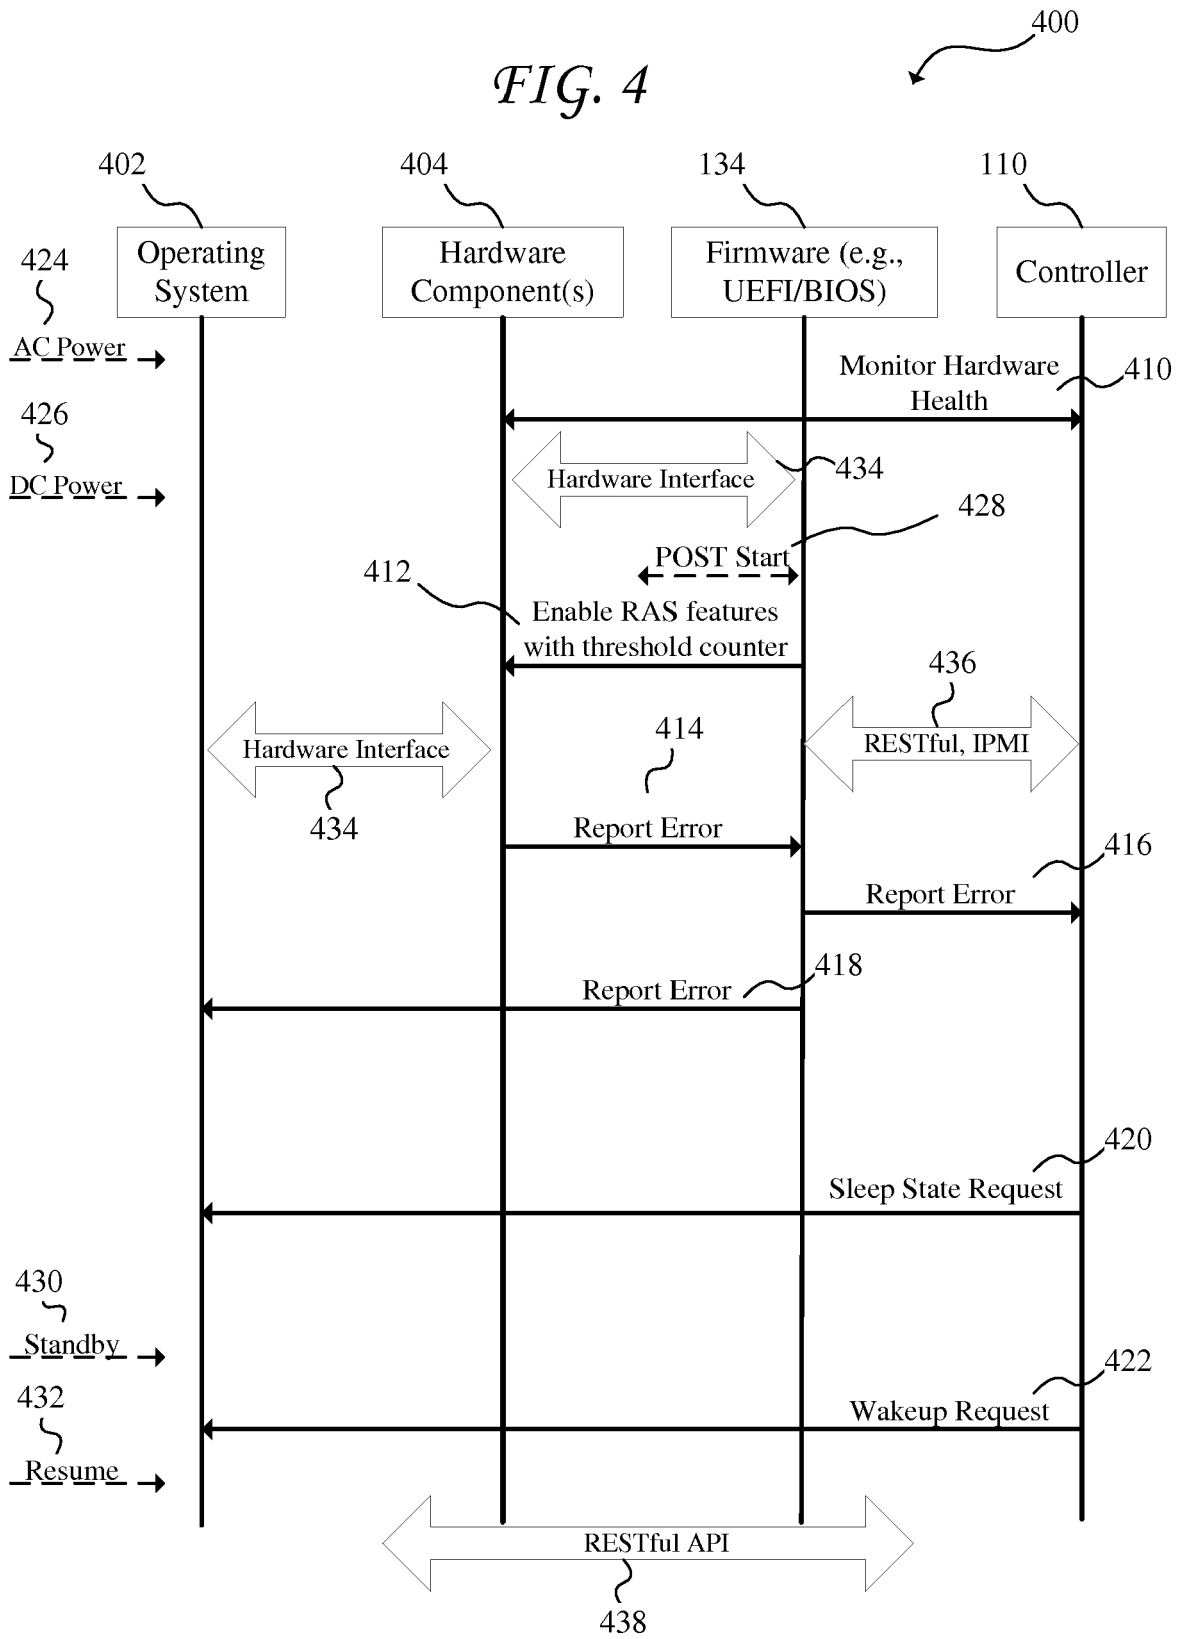 400
FIG. 4
402
404
134
110
Operating
System
Hardware
Component(s)
Firmware (e.g.,
UEFI/BIOS)
Controller
424
AC Power
Monitor Hardware
Health
410
426
DC Power
Hardware Interface
434
428
POST Start
412
Enable RAS features
with threshold counter
436
RESTful, IPMI
Hardware Interface
434
414
Report Error
416
Report Error
418
Report Error
420
Sleep State Request
430
Standby
422
Wakeup Request
432
Resume
RESTful API
438